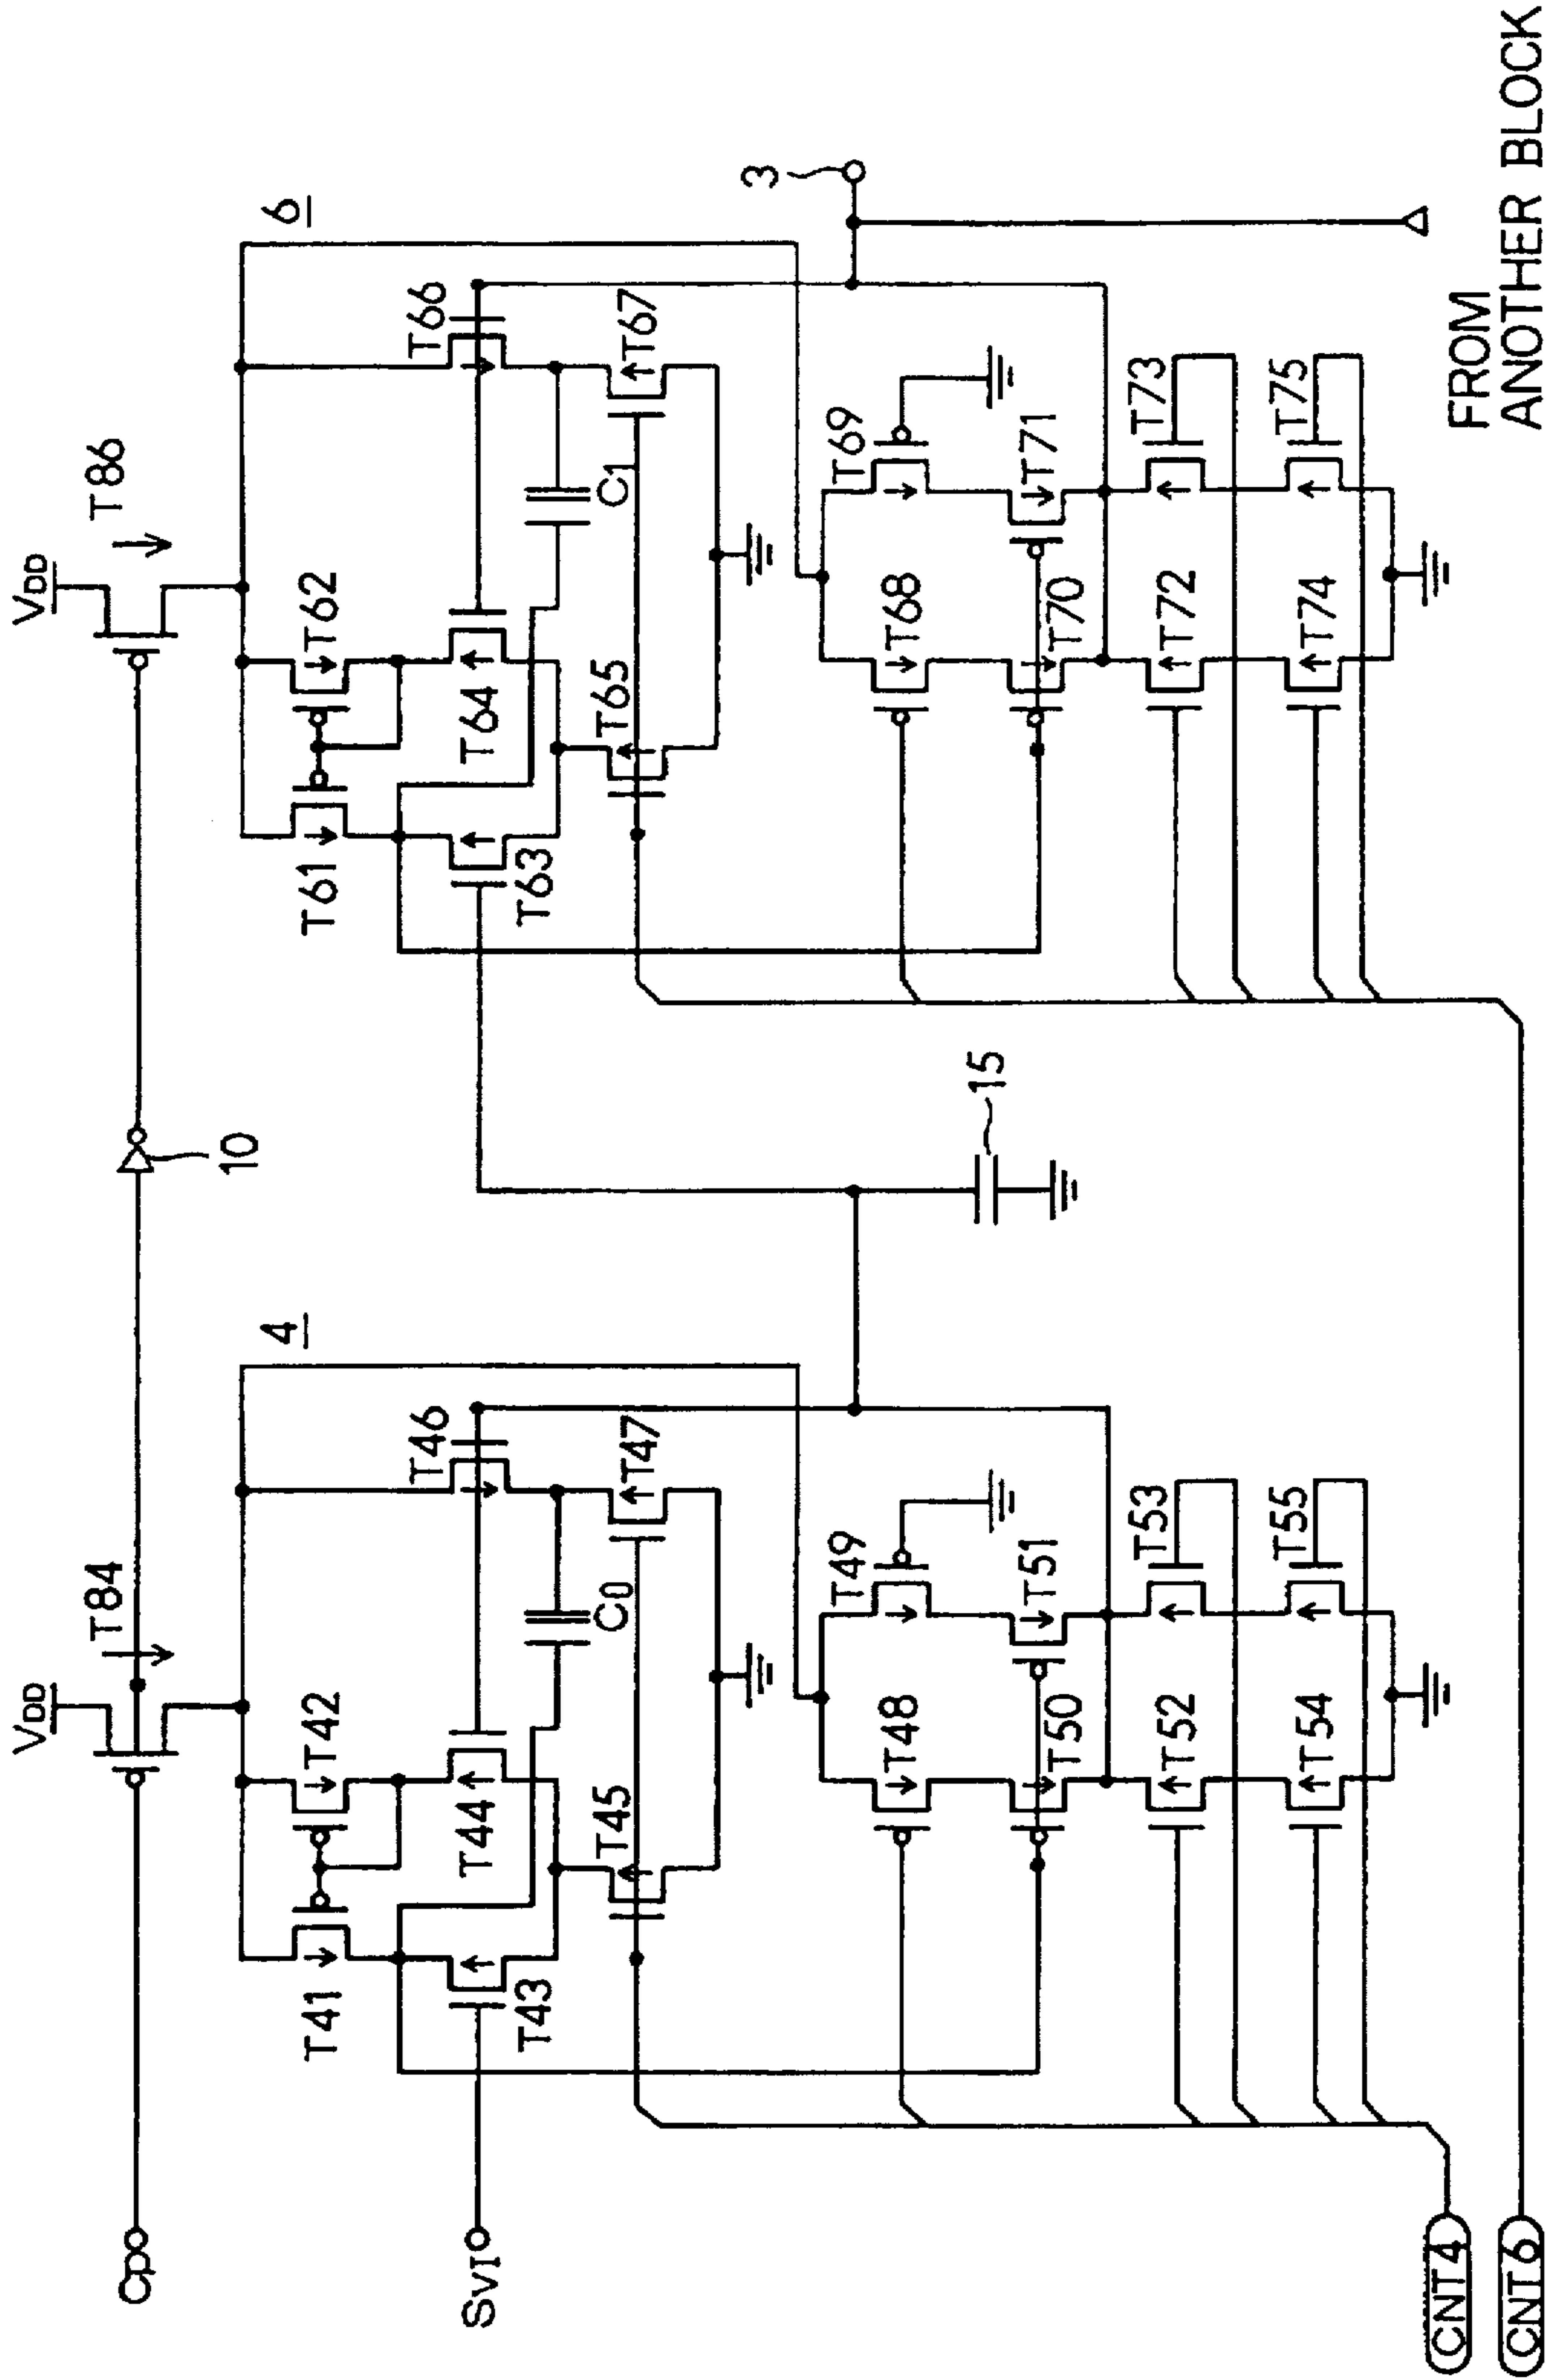 VDD
T84
VDD
T86
Cp
10
4
6
T41
T42
T46
T61
T62
T66
SVI
T43
T44
T45
C0
T47
T63
T64
T65
C1
T67
3
15
T48
T49
T50
T51
T68
T69
T70
T71
T52
T53
T72
T73
T54
T55
T74
T75
CNT4
CNT6
FROM
ANOTHER BLOCK